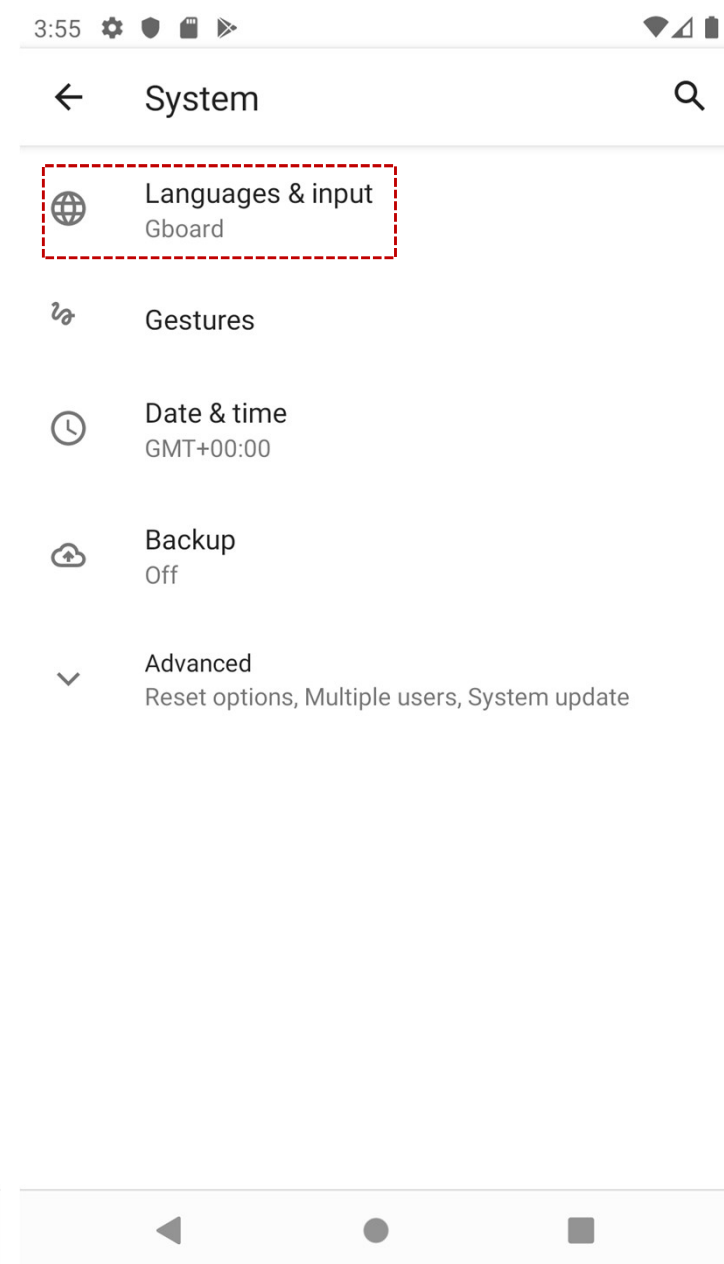 3:55
System
Languages & input
Gboard
Gestures
Date & time
GMT+00:00
Backup
Off
Advanced
Reset options, Multiple users, System update